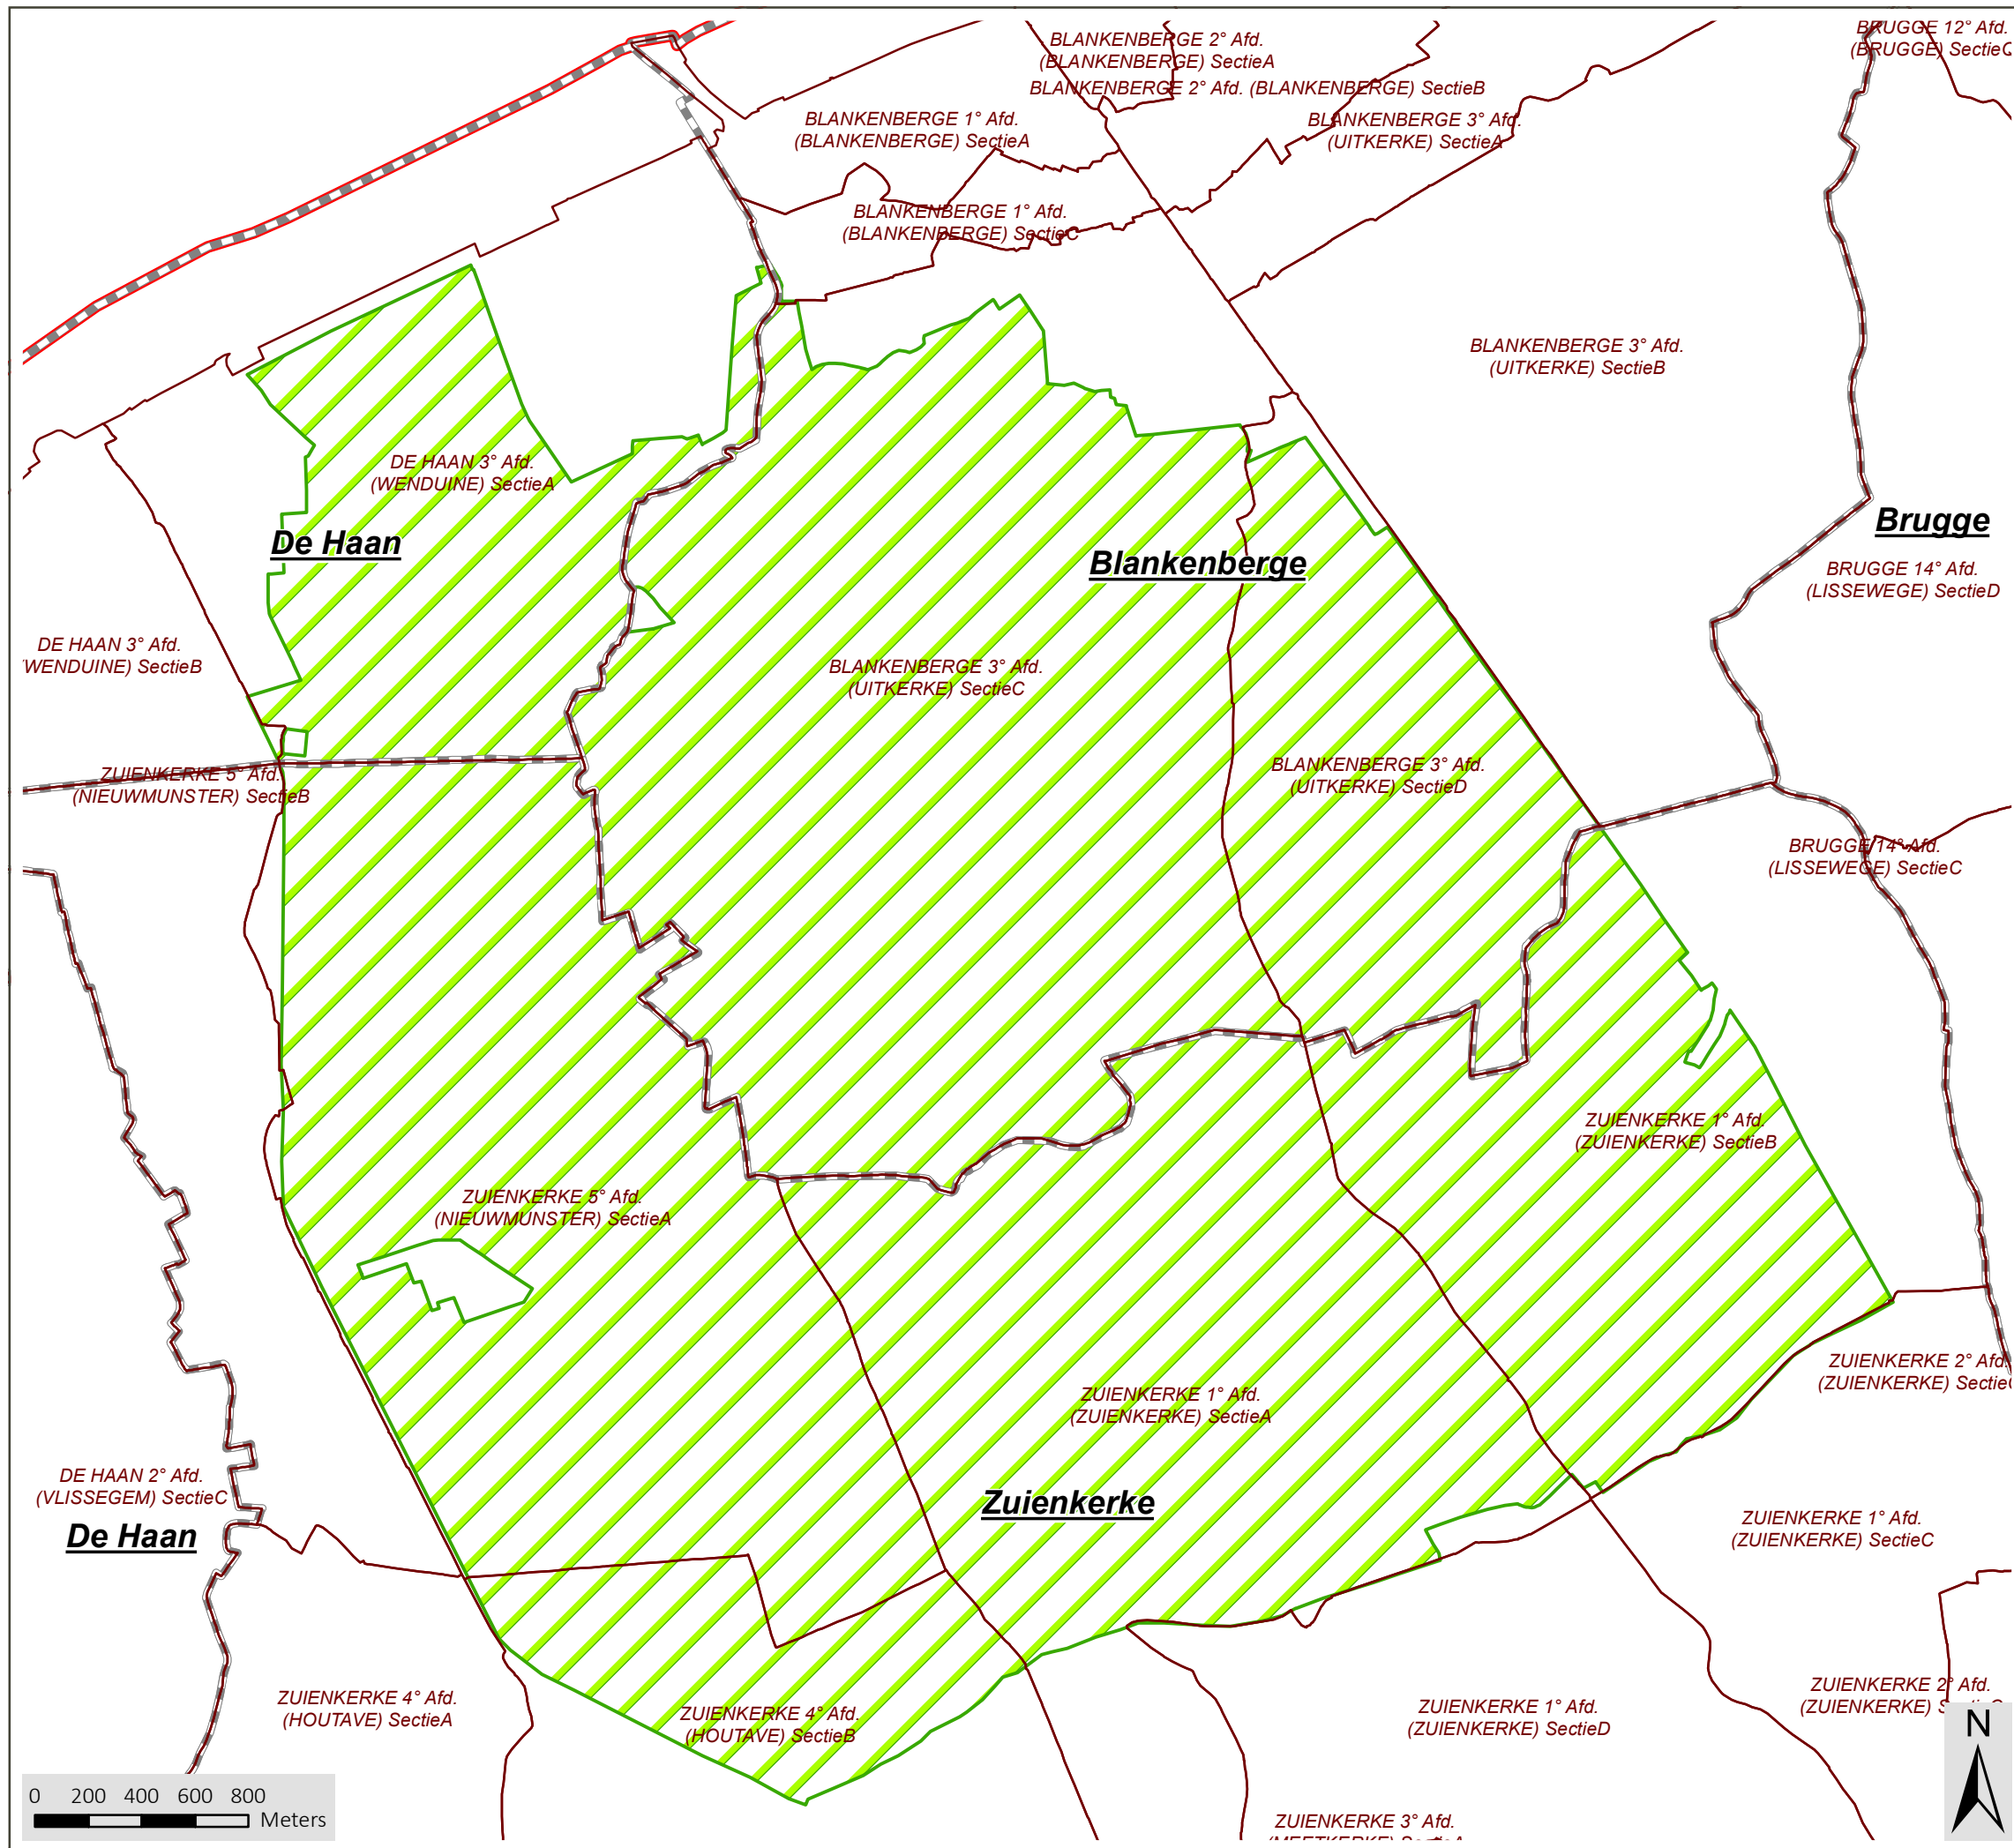 BLANKENBERGE 2° Afd.
(BLANKENBERGE) SectieA
BRUGGE 12° Afd.
(BRUGGE) SectieC
BLANKENBERGE 2° Afd. (BLANKENBERGE) SectieB
BLANKENBERGE 1° Afd.
(BLANKENBERGE) SectieA
BLANKENBERGE 3° Afd.
(UITKERKE) SectieA
BLANKENBERGE 1° Afd.
(BLANKENBERGE) SectieC
BLANKENBERGE 3° Afd.
(UITKERKE) SectieB
DE HAAN 3° Afd.
(WENDUINE) SectieA
De Haan
Blankenberge
Brugge
BRUGGE 14° Afd.
(LISSEWEGE) SectieD
DE HAAN 3° Afd.
WENDUINE) SectieB
BLANKENBERGE 3° Afd.
(UITKERKE) SectieC
ZUIENKERKE 5° Afd.
(NIEUWMUNSTER) SectieB
BLANKENBERGE 3° Afd.
(UITKERKE) SectieD
BRUGGE 14° Afd.
(LISSEWEGE) SectieC
ZUIENKERKE 1° Afd.
(ZUIENKERKE) SectieB
ZUIENKERKE 5° Afd.
(NIEUWMUNSTER) SectieA
ZUIENKERKE 1° Afd.
(ZUIENKERKE) SectieA
ZUIENKERKE 2° Afd.
(ZUIENKERKE) Sectie
DE HAAN 2° Afd.
(VLISSEGEM) SectieC
De Haan
Zuienkerke
ZUIENKERKE 1° Afd.
(ZUIENKERKE) SectieC
ZUIENKERKE 4° Afd.
(HOUTAVE) SectieA
ZUIENKERKE 4° Afd.
(HOUTAVE) SectieB
ZUIENKERKE 1° Afd.
(ZUIENKERKE) SectieD
ZUIENKERKE 2° Afd.
(ZUIENKERKE)
N
0 200 400 600 800
Meters
ZUIENKERKE 3° Afd.